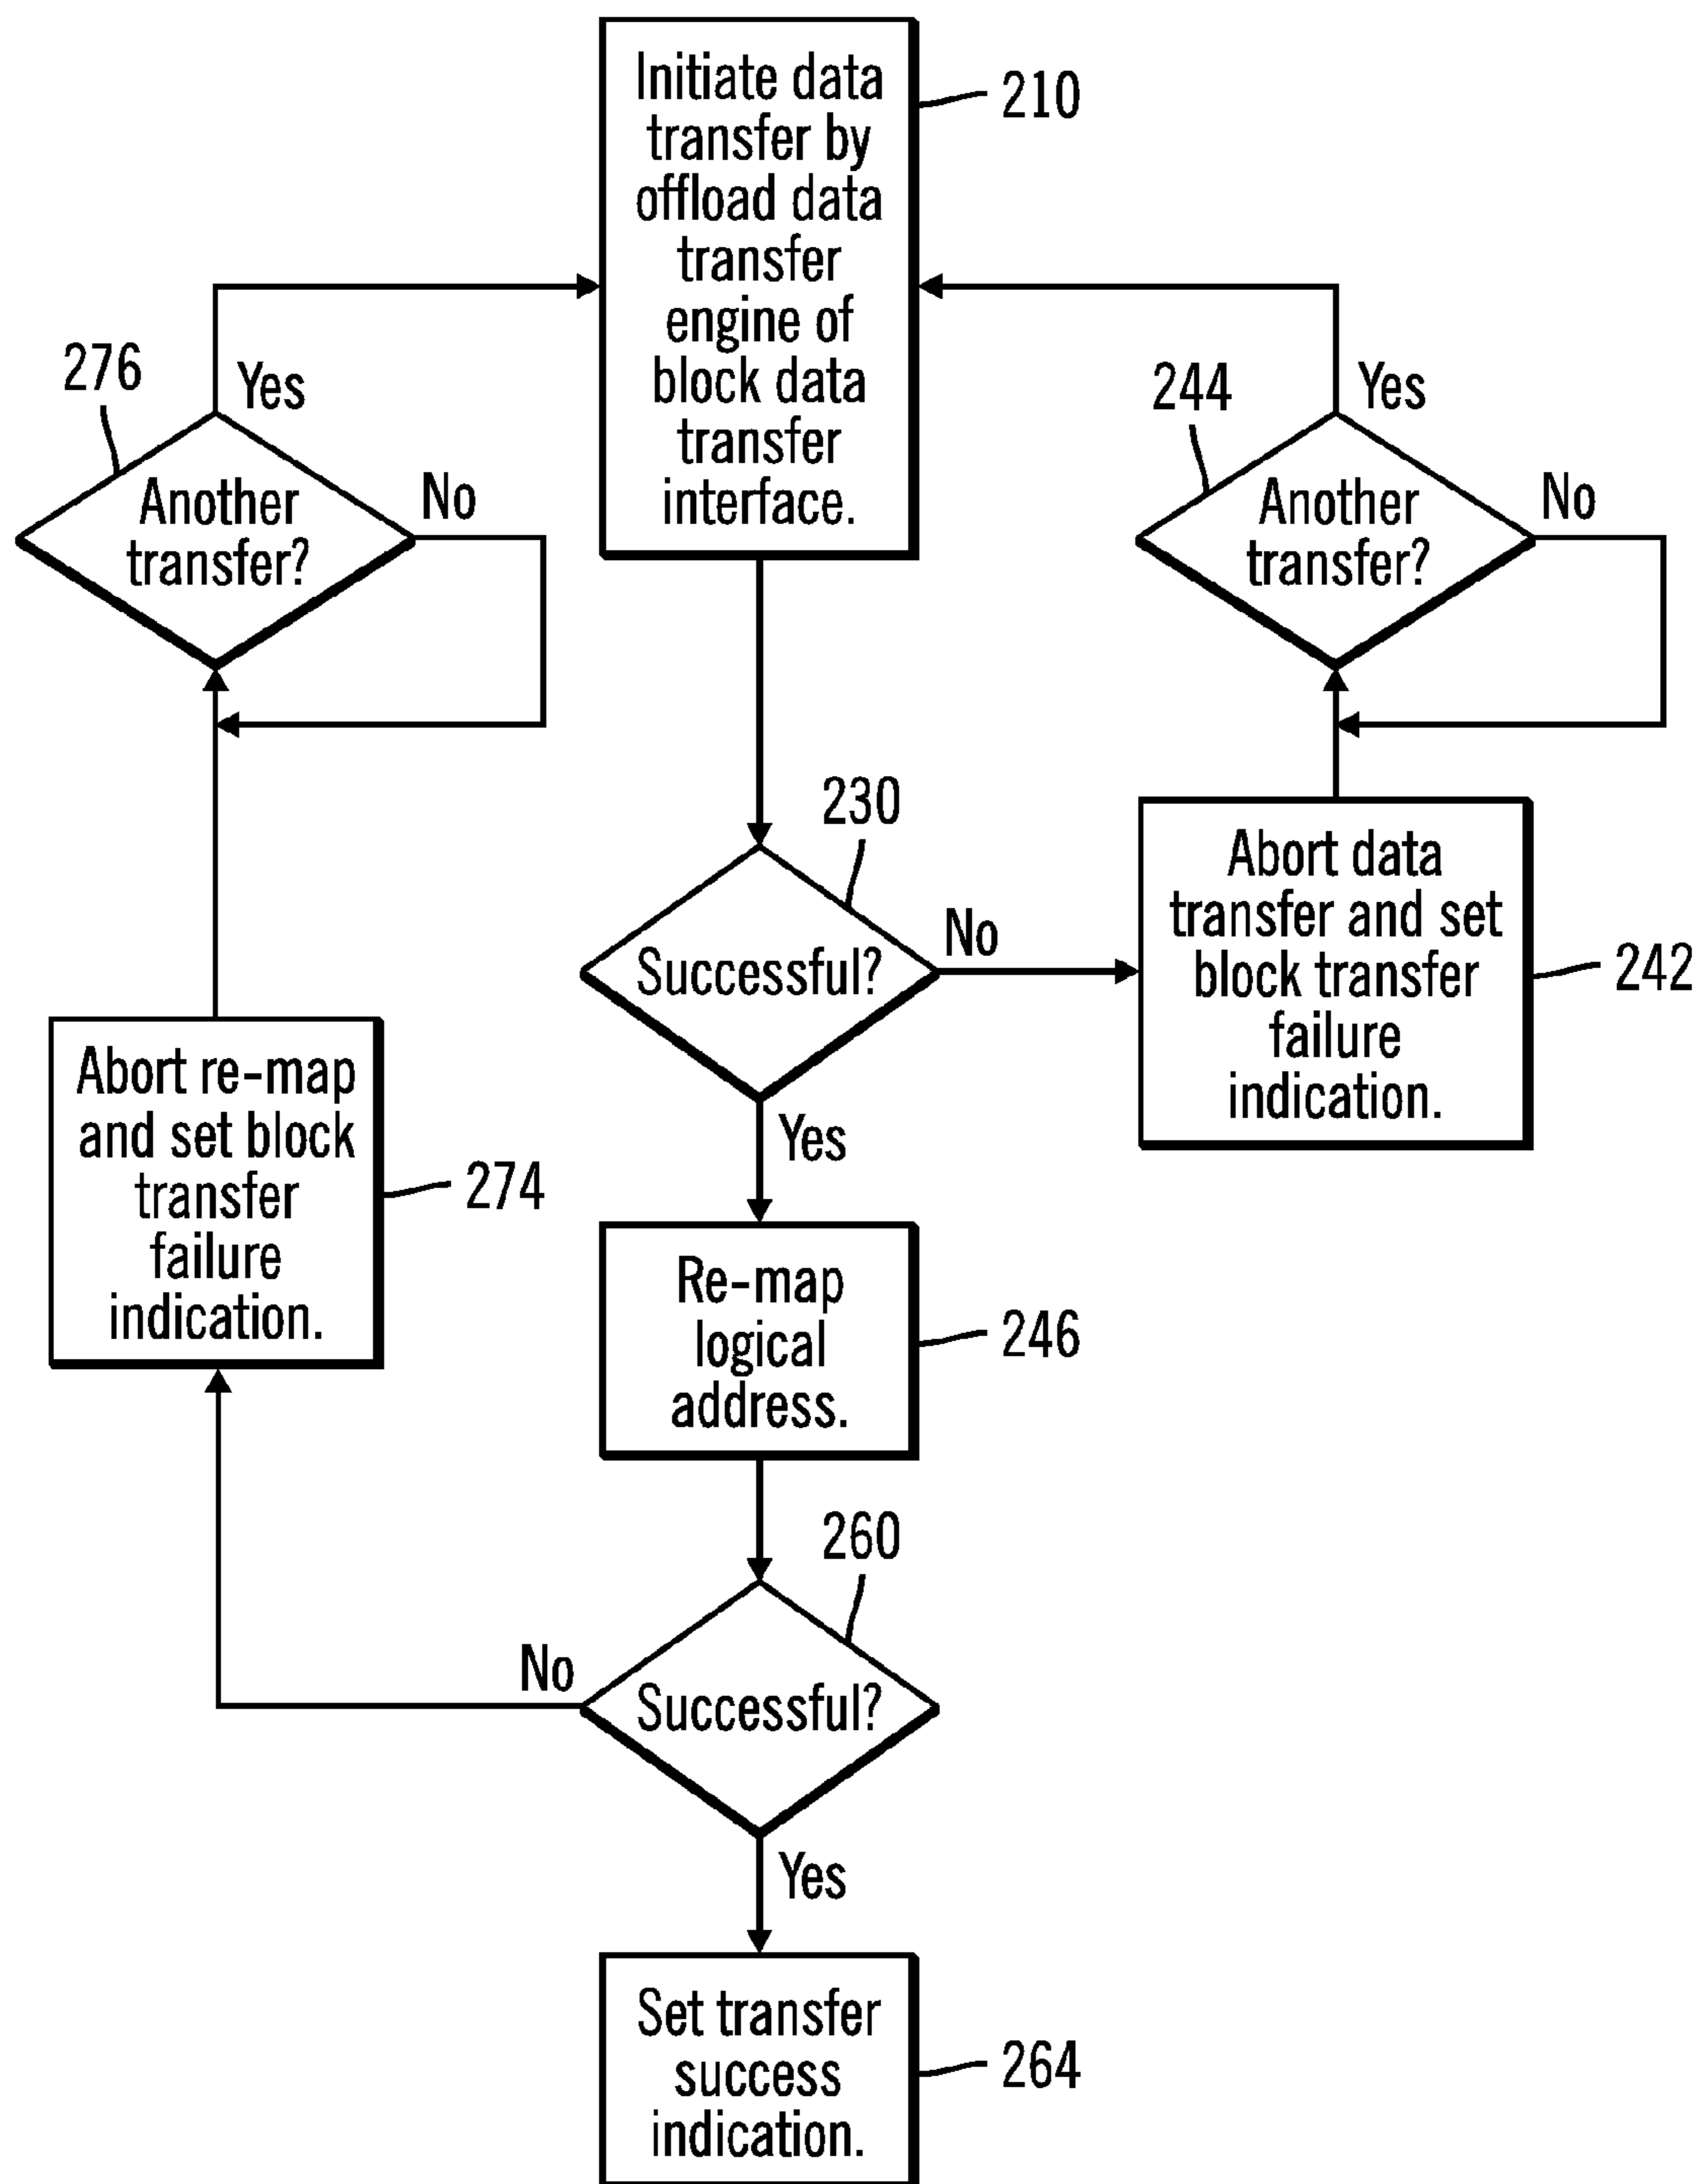 Initiate data
transfer by
offload data
transfer
engine of
block data
transfer
interface.
210
276
Yes
Another
transfer?
No
244
Yes
Another
transfer?
No
230
Successful?
No
Yes
Abort data
transfer and set
block transfer
failure
indication.
242
Abort re-map
and set block
transfer
failure
indication.
274
Re-map
logical
address.
246
260
No
Successful?
Yes
Set transfer
success
indication.
264